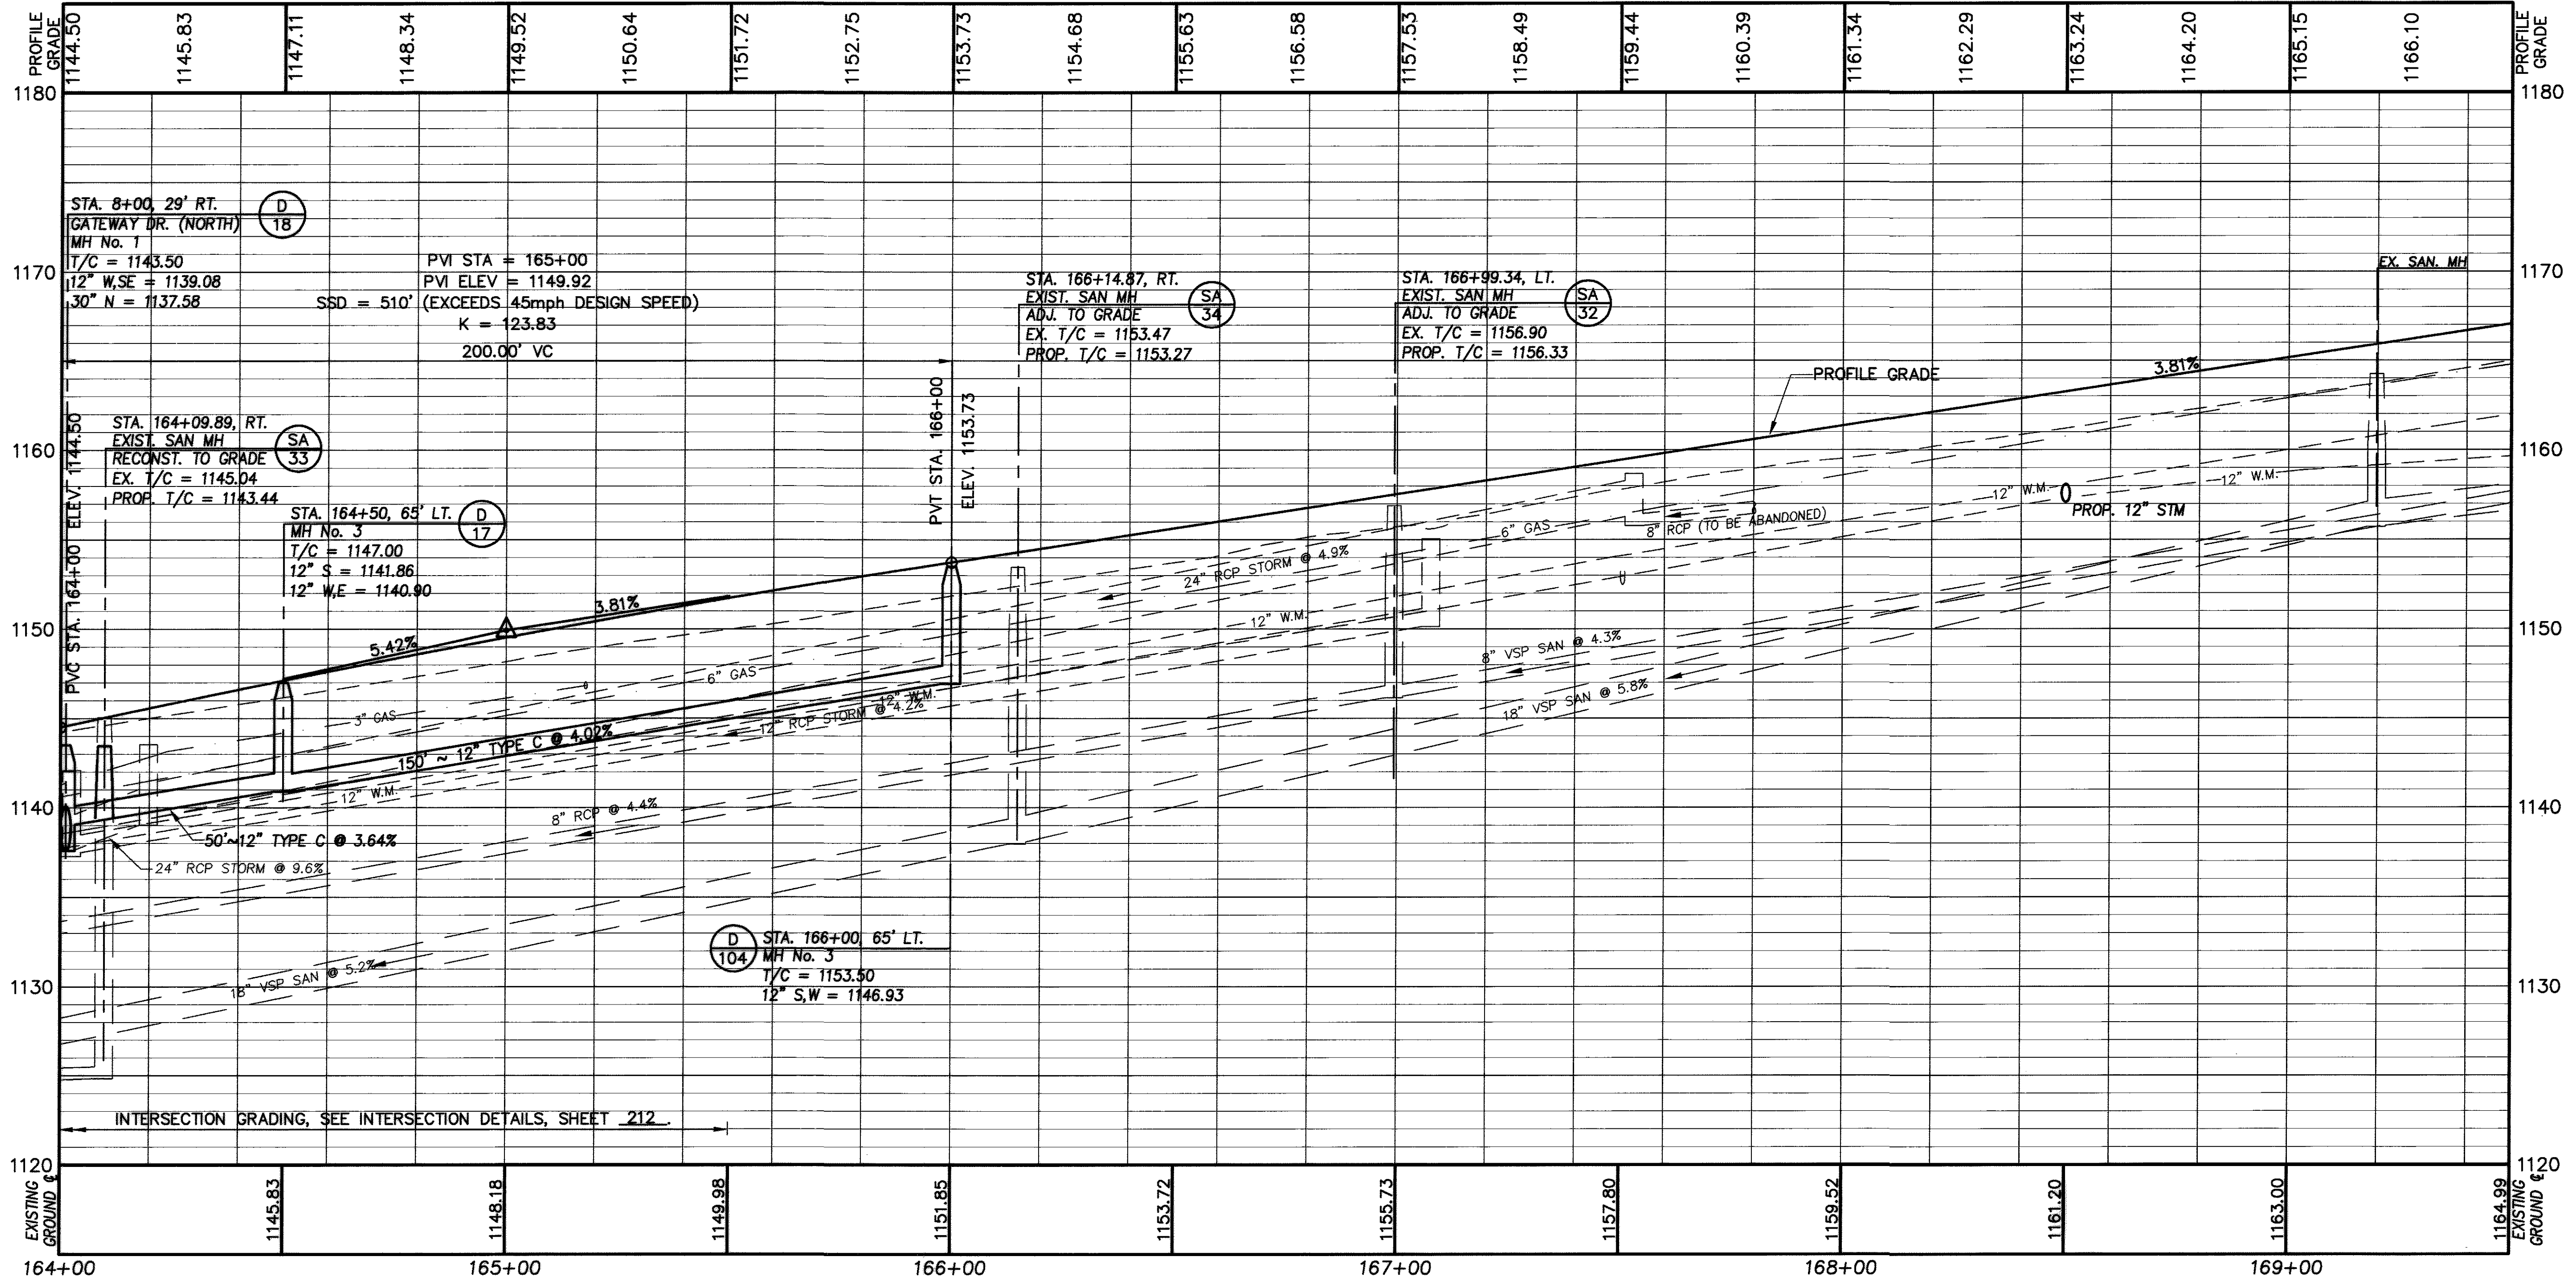 PROFILE GRADE
1144.50
1145.83
1147.11
1148.34
1149.52
1150.64
1151.72
1152.75
1153.73
1154.68
1155.63
1156.58
1157.53
1158.49
1159.44
1160.39
1161.34
1162.29
1163.24
1164.20
1165.15
1166.10
PROFILE GRADE
1180
1180
STA. 8+00, 29' RT.
GATEWAY DR. (NORTH)
MH No. 1
T/C = 1143.50
12" W,SE = 1139.08
30" N = 1137.58
D
18
1170
1170
PVI STA = 165+00
PVI ELEV = 1149.92
SSD = 510' (EXCEEDS 45mph DESIGN SPEED)
K = 123.83
200.00' VC
STA. 166+14.87, RT.
EXIST. SAN MH
ADJ. TO GRADE
EX. T/C = 1153.47
PROP. T/C = 1153.27
SA
34
STA. 166+99.34, LT.
EXIST. SAN MH
ADJ. TO GRADE
EX. T/C = 1156.90
PROP. T/C = 1156.33
SA
32
EX. SAN. MH
3.81%
PROFILE GRADE
PVC STA. 164+00 ELEV. 1144.50
STA. 164+09.89, RT.
EXIST. SAN MH
RECONST. TO GRADE
EX. T/C = 1145.04
PROP. T/C = 1143.44
SA
33
PVT STA. 166+00
ELEV. 1153.73
1160
1160
STA. 164+50, 65' LT.
MH No. 3
T/C = 1147.00
12" S = 1141.86
12" W,E = 1140.90
D
17
12" W.M.
12" W.M.
PROP. 12" STM
6" GAS
8" RCP (TO BE ABANDONED)
24" RCP STORM @ 4.9%
12" W.M.
1150
1150
5.42%
3.81%
8" VSP SAN @ 4.3%
18" VSP SAN @ 5.8%
6" GAS
3" GAS
12" W.M.
12" RCP STORM @ 4.2%
150' ~ 12" TYPE C @ 4.02%
12" W.M.
8" RCP @ 4.4%
1140
1140
50'~12" TYPE C @ 3.64%
24" RCP STORM @ 9.6%
D
104
STA. 166+00, 65' LT.
MH No. 3
T/C = 1153.50
12" S,W = 1146.93
18" VSP SAN @ 5.2%
1130
1130
INTERSECTION GRADING, SEE INTERSECTION DETAILS, SHEET 212.
1120
1120
EXISTING GROUND ℄
1145.83
1148.18
1149.98
1151.85
1153.72
1155.73
1157.80
1159.52
1161.20
1163.00
1164.99
EXISTING GROUND ℄
164+00
165+00
166+00
167+00
168+00
169+00